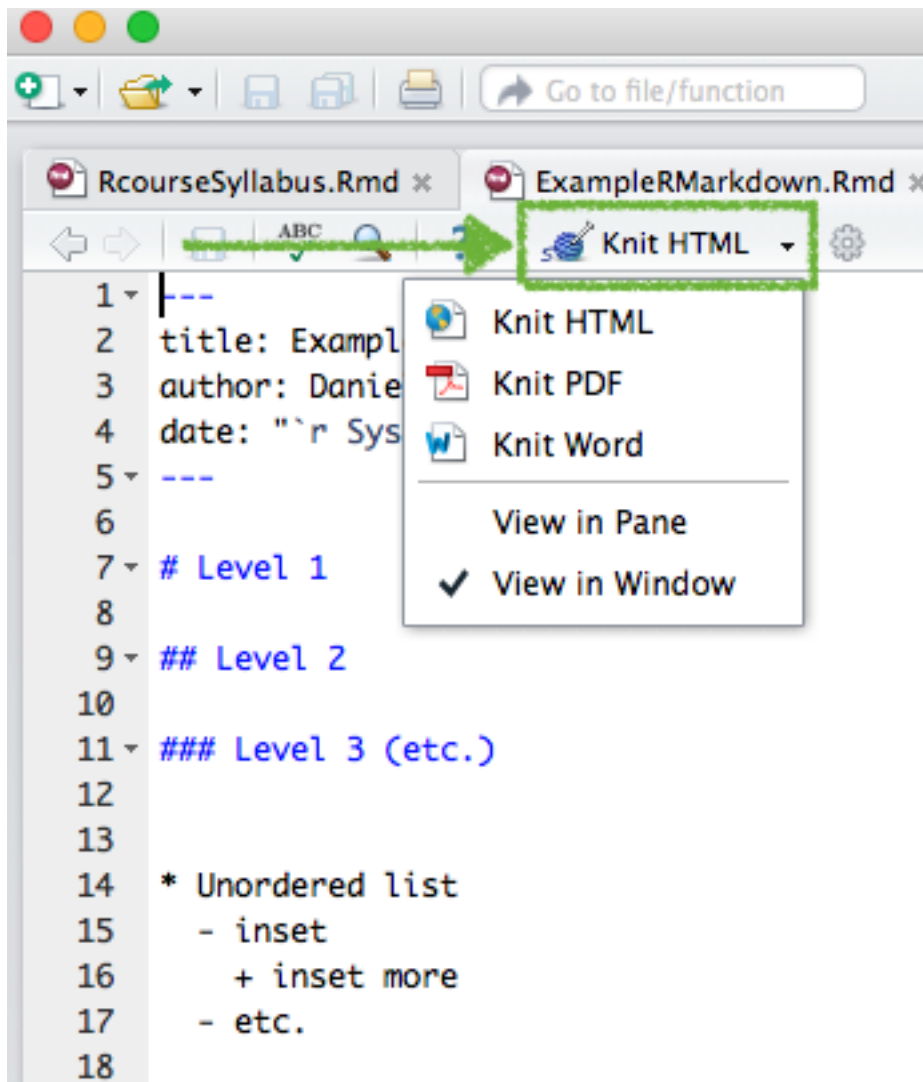 Go to file/function
RcourseSyllabus.Rmd ExampleRMarkdown.Rmd
ABC ? Knit HTML
1 ---
2 title: Exampl
3 author: Danie
4 date: "`r Sys
5 ---
6
7 # Level 1
8
9 ## Level 2
10
11 ### Level 3 (etc.)
12
13
14 * Unordered list
15 - inset
16 + inset more
17 - etc.
18
Knit HTML
Knit PDF
Knit Word
View in Pane
View in Window